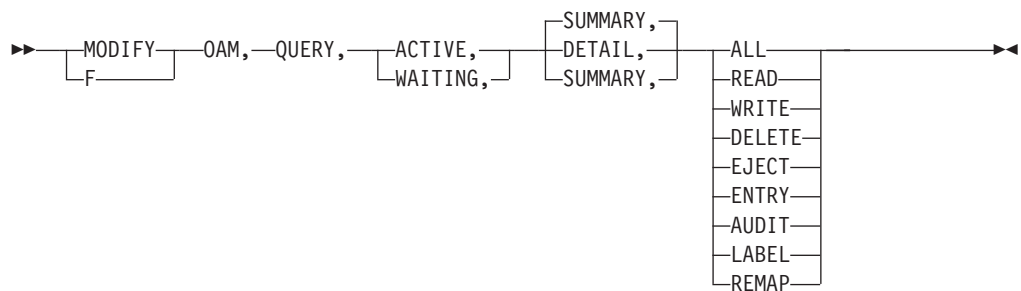 SUMMARY,
MODIFY OAM, QUERY, ACTIVE, DETAIL, ALL
F WAITING, SUMMARY, READ
WRITE
DELETE
EJECT
ENTRY
AUDIT
LABEL
REMAP